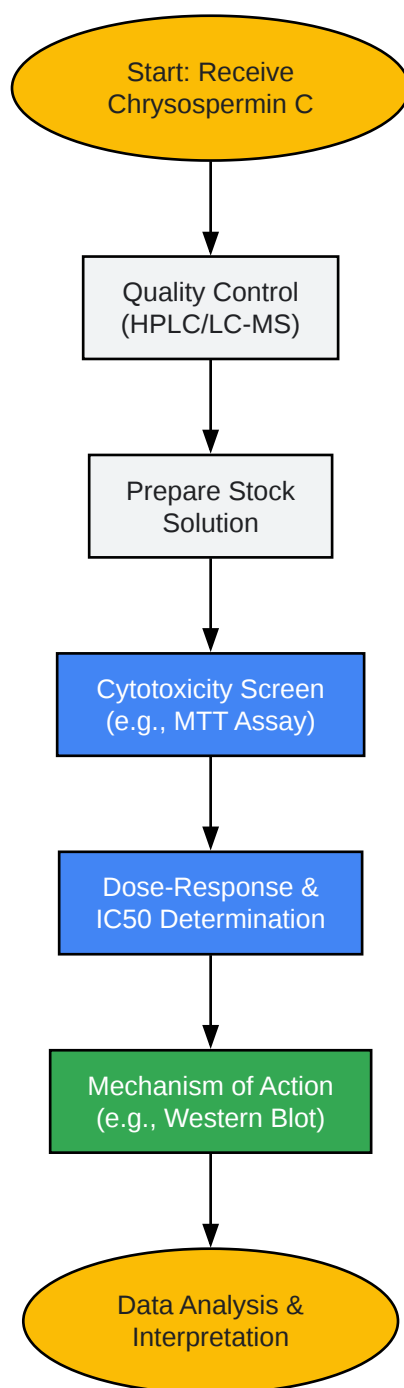 Start: Receive
Chrysospermin C
Quality Control
(HPLC/LC-MS)
Prepare Stock
Solution
Cytotoxicity Screen
(e.g., MTT Assay)
Dose-Response &
IC50 Determination
Mechanism of Action
(e.g., Western Blot)
Data Analysis &
Interpretation